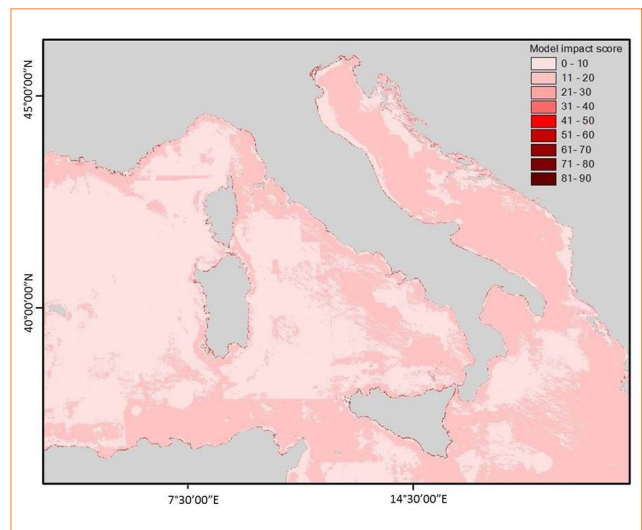 Model impact score
0 - 10
11 - 20
21 - 30
31 - 40
41 - 50
51 - 60
61 - 70
71 - 80
81 - 90
45°00'00"N
40°00'00"N
7°30'00"E
14°30'00"E